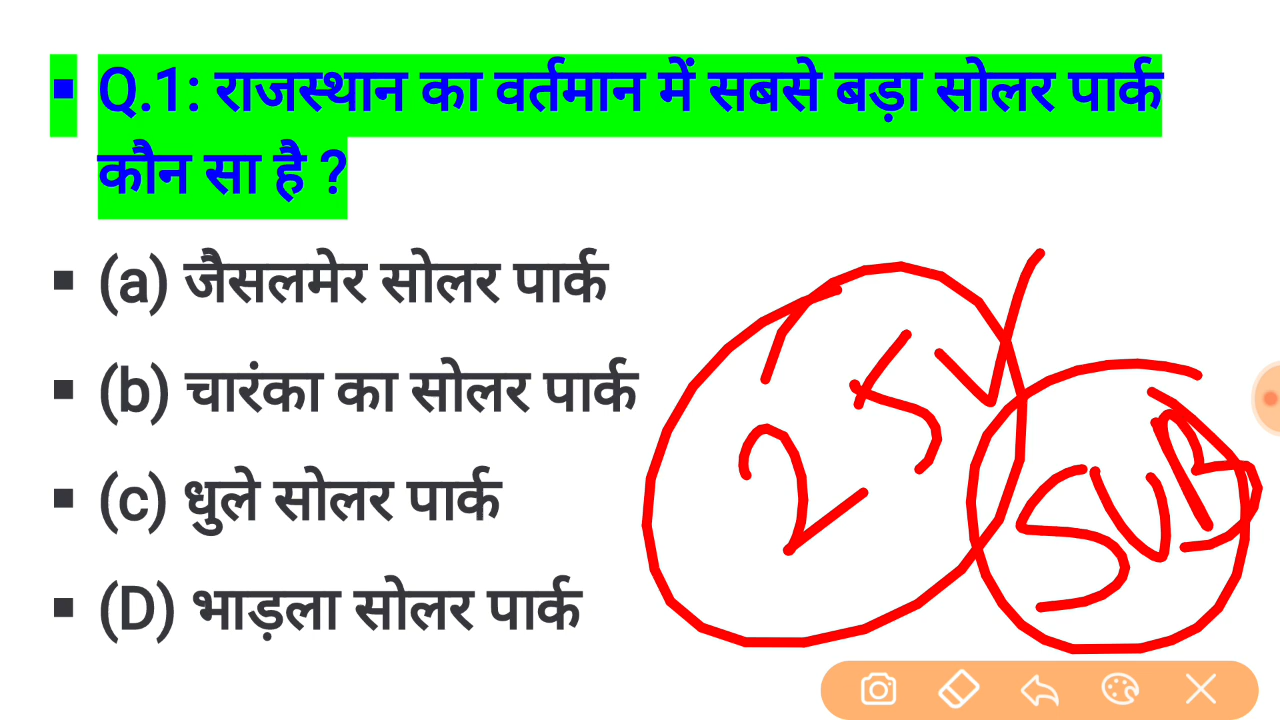 Q.1: राजस्थान का वर्तमान में सबसे बड़ा सोलर पार्क
कौन सा है ?
(a) जैसलमेर सोलर पार्क
(b) चारंका का सोलर पार्क
(c) धुले सोलर पार्क
(D) भाड़ला सोलर पार्क
25
SUB